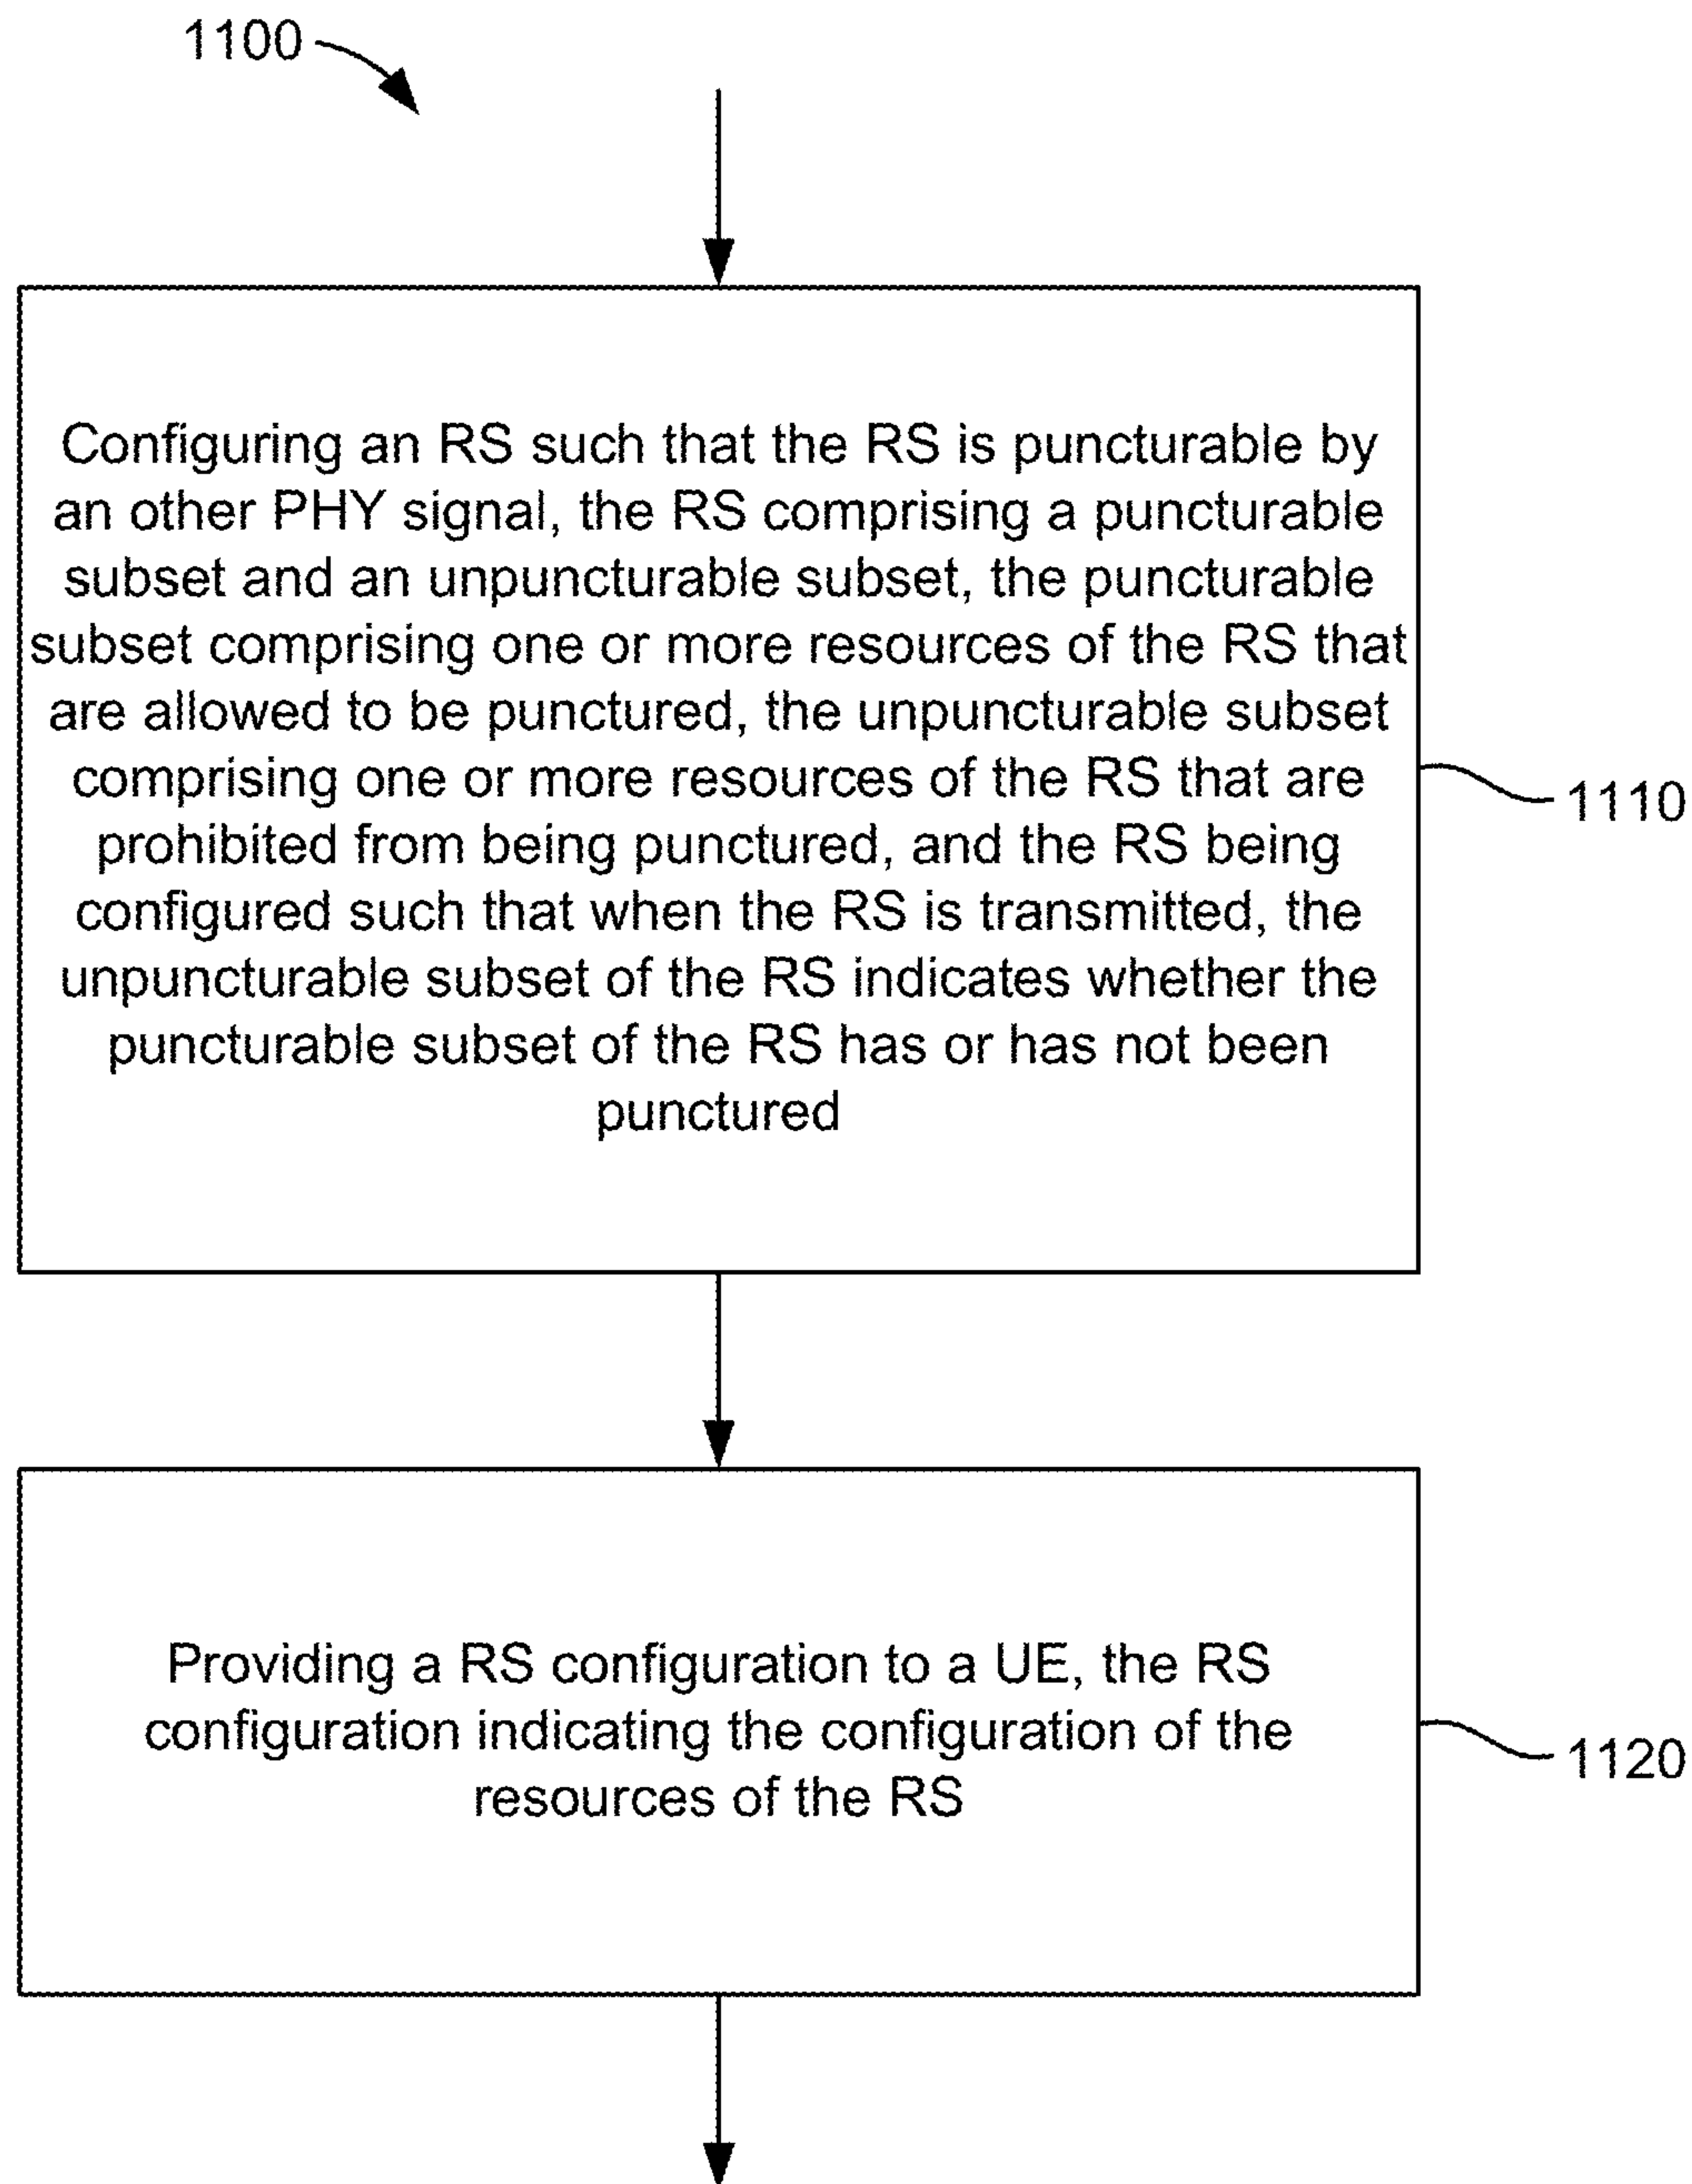 1100
Configuring an RS such that the RS is puncturable by
an other PHY signal, the RS comprising a puncturable
subset and an unpuncturable subset, the puncturable
subset comprising one or more resources of the RS that
are allowed to be punctured, the unpuncturable subset
comprising one or more resources of the RS that are
prohibited from being punctured, and the RS being
configured such that when the RS is transmitted, the
unpuncturable subset of the RS indicates whether the
puncturable subset of the RS has or has not been
punctured
1110
Providing a RS configuration to a UE, the RS
configuration indicating the configuration of the
resources of the RS
1120